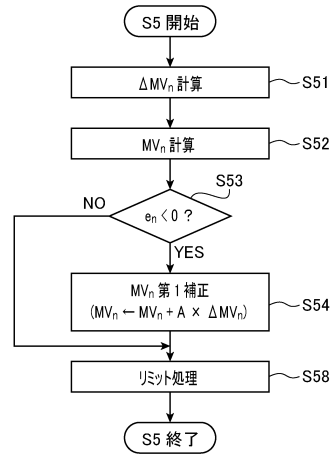 S5 開始
ΔMVn 計算
S51
MVn 計算
S52
S53
en < 0 ?
NO
YES
MVn 第1補正
(MVn ← MVn + A × ΔMVn)
S54
リミット処理
S58
S5 終了